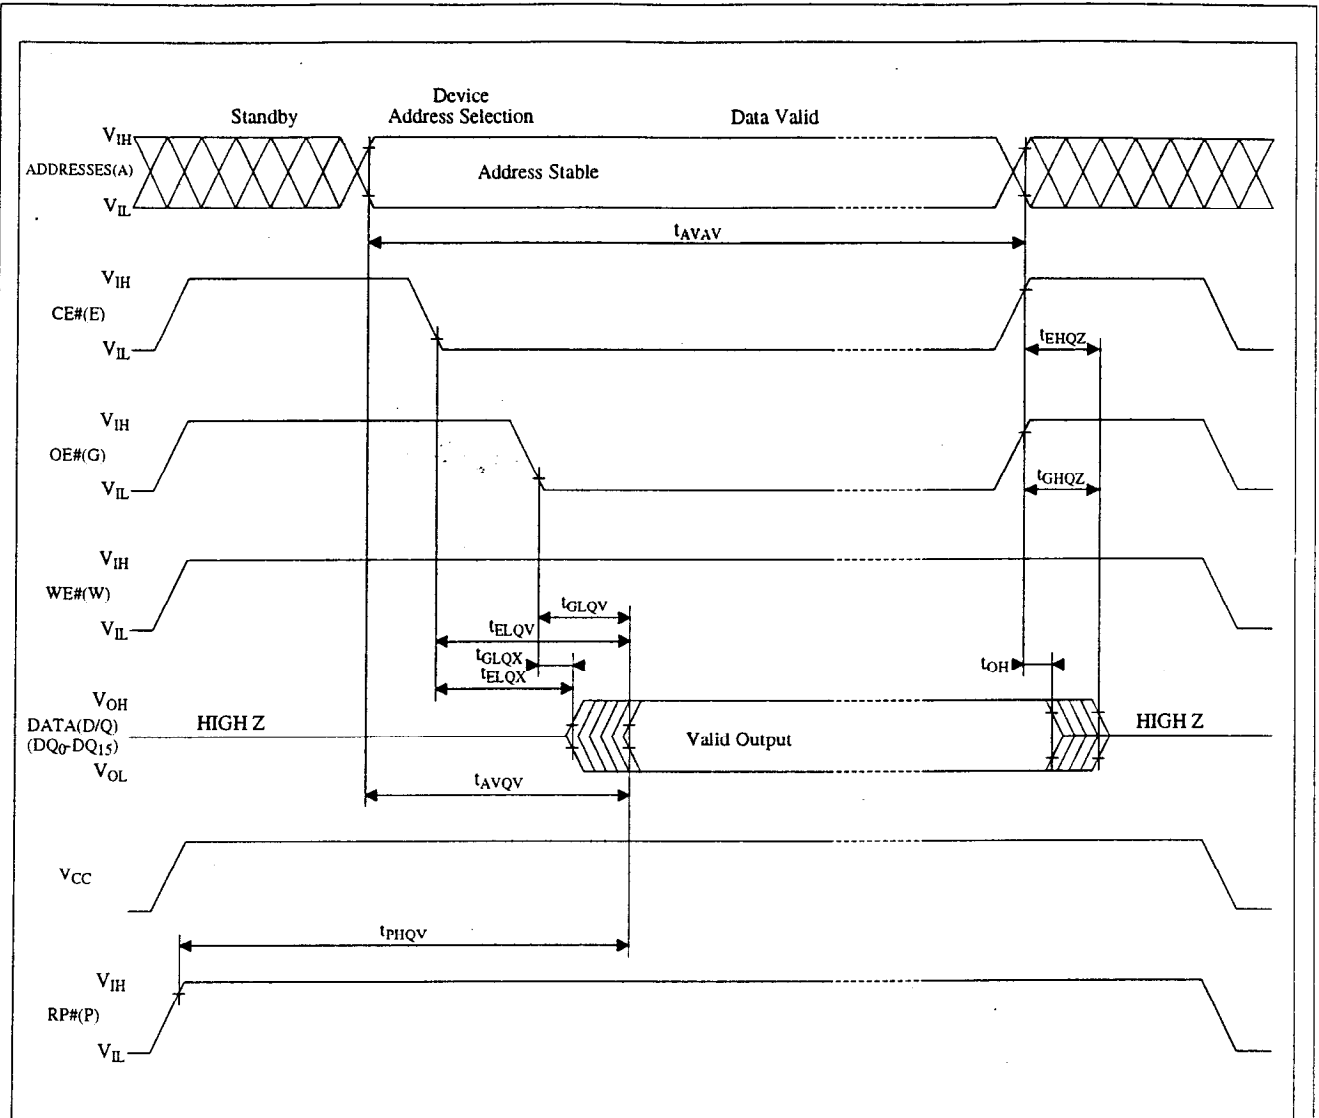 Device
Standby Address Selection Data Valid
VIH
ADDRESSES(A) Address Stable
VIL
tAVAV
VIH
CE#(E)
VIL
tEHQZ
VIH
OE#(G)
VIL
tGHQZ
VIH
WE#(W)
VIL
tGLQV
tELQV
tGLQX
tOH
tELQX
VOH
DATA(D/Q) HIGH Z Valid Output HIGH Z
(DQ0-DQ15)
VOL
tAVQV
VCC
tPHQV
VIH
RP#(P)
VIL